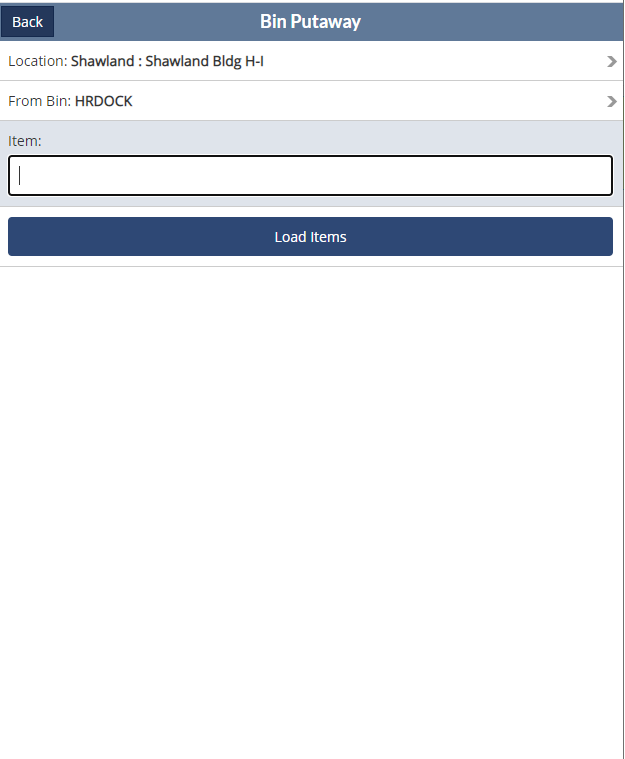 Back
Bin Putaway
Location: Shawland : Shawland Bldg H-I
From Bin: HRDOCK
Item:
Load Items